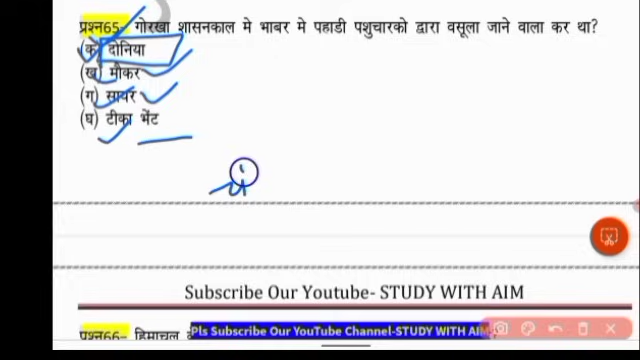 प्रश्न65- गोरखा शासनकाल मे भाबर मे पहाडी पशुचारको द्वारा वसूला जाने वाला कर था?
(क) दोनिया
(ख) मौकर
(ग) सायर
(घ) टीका भेंट
Subscribe Our Youtube- STUDY WITH AIM
प्रश्न66- हिमाचल
Pls Subscribe Our YouTube Channel-STUDY WITH AIM